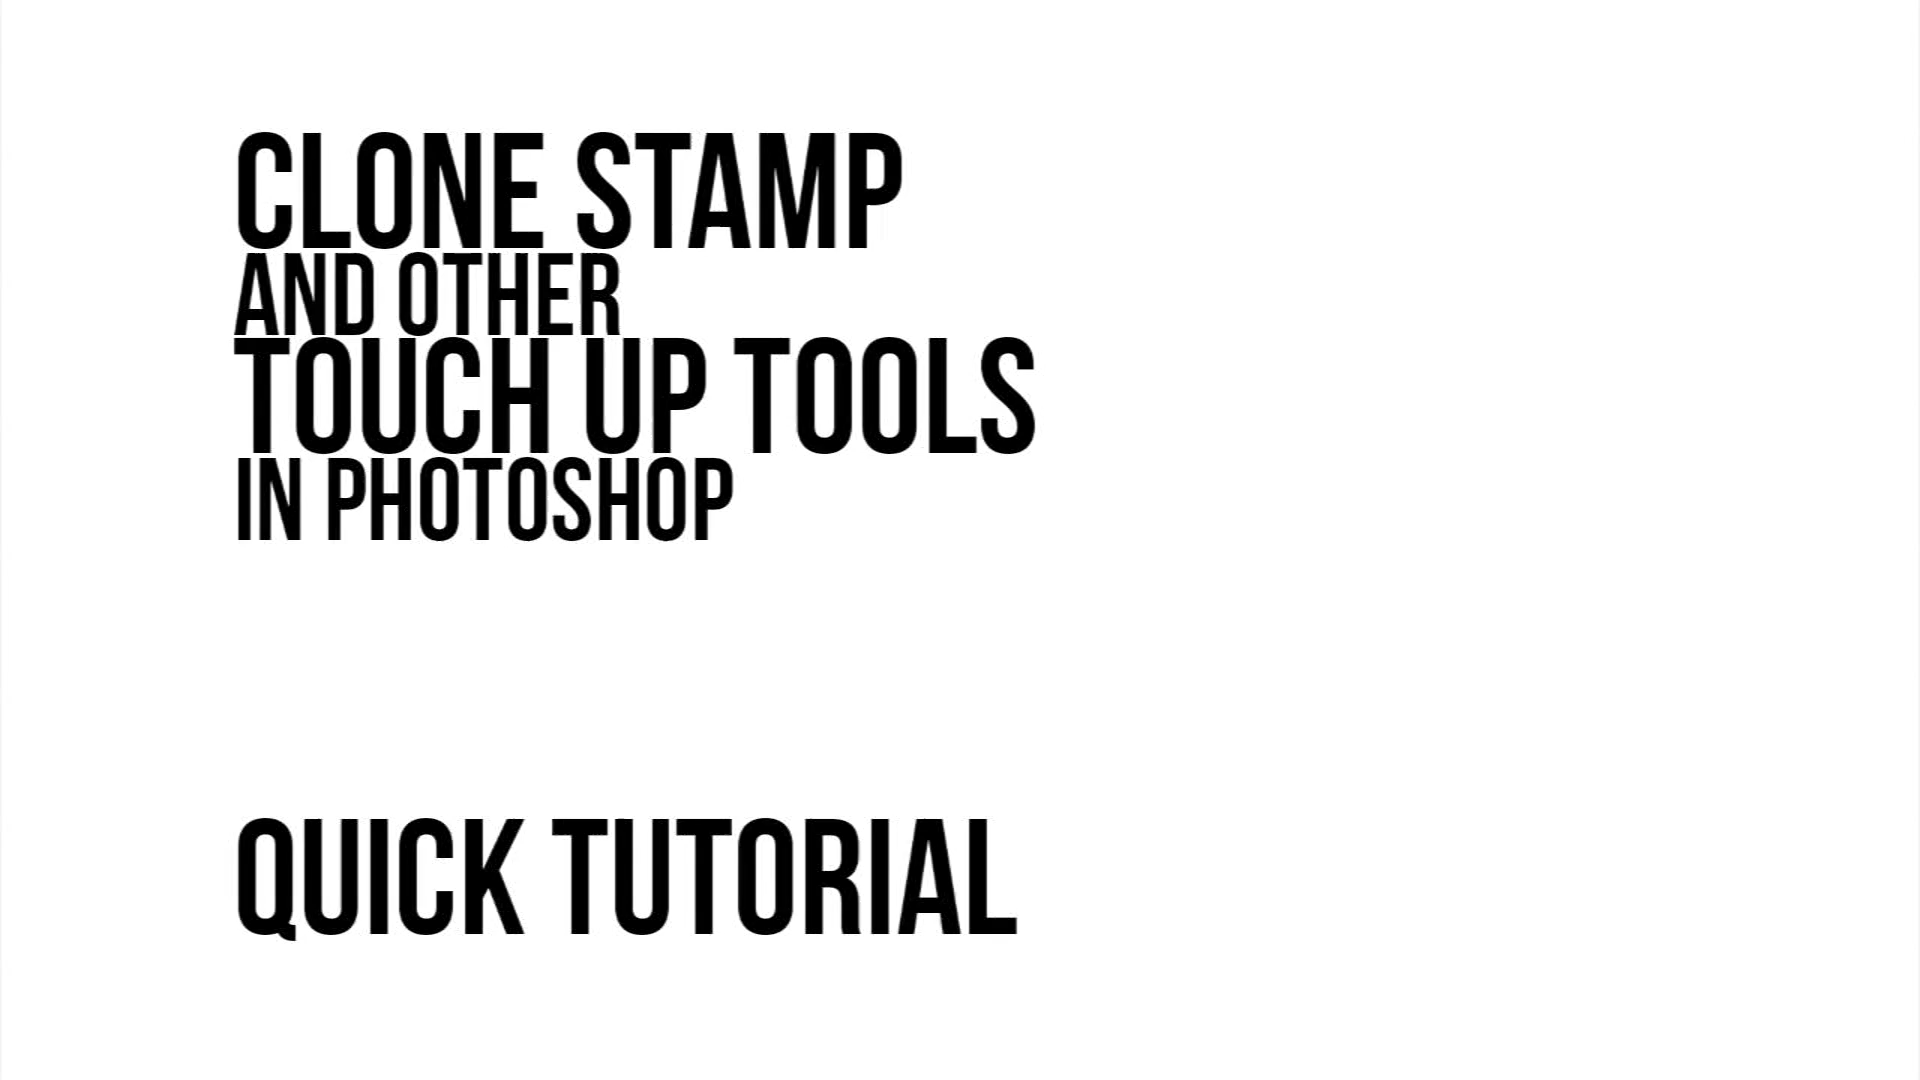 CLONE STAMP
AND OTHER
TOUCH UP TOOLS
IN PHOTOSHOP
QUICK TUTORIAL